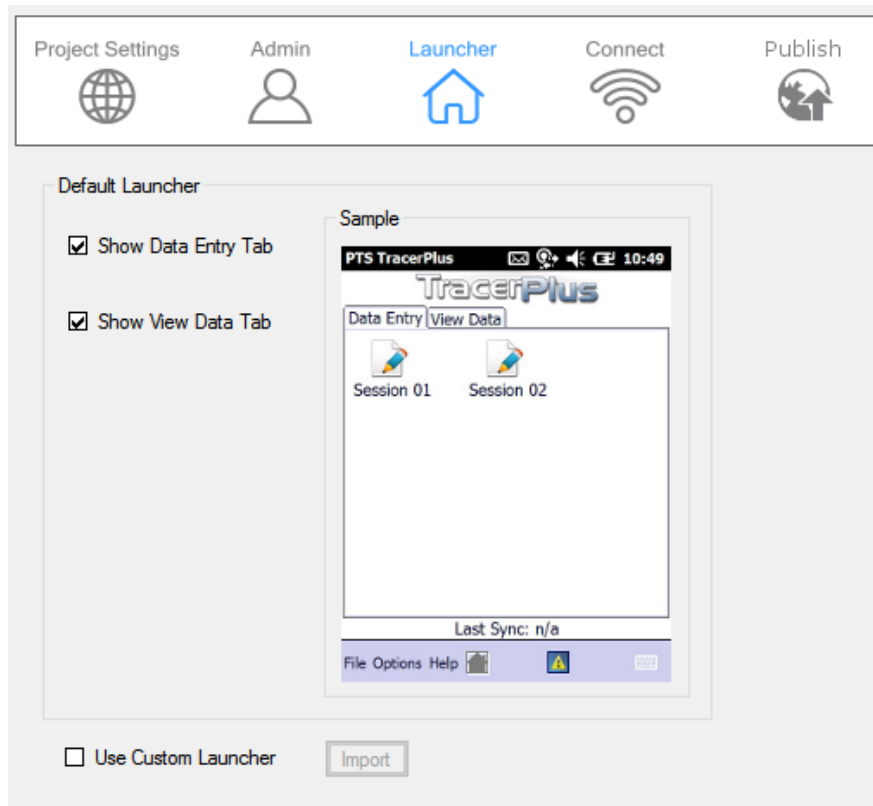 Project Settings Admin Launcher Connect Publish
Default Launcher
Show Data Entry Tab
Show View Data Tab
Sample
PTS TracerPlus 10:49
TracerPlus
Data Entry View Data
Session 01 Session 02
Last Sync: n/a
File Options Help
Use Custom Launcher Import